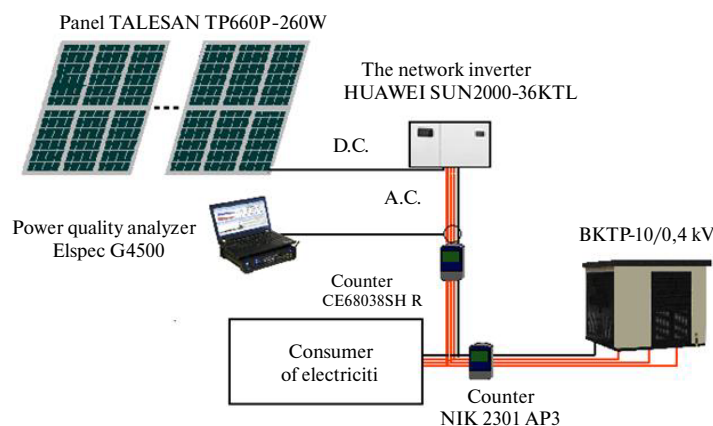 Panel TALESAN TP660P-260W
The network inverter
HUAWEI SUN2000-36KTL
D.C.
A.C.
Power quality analyzer
Elspec G4500
BKTP-10/0,4 kV
Counter
CE68038SH R
Consumer
of electriciti
Counter
NIK 2301 AP3